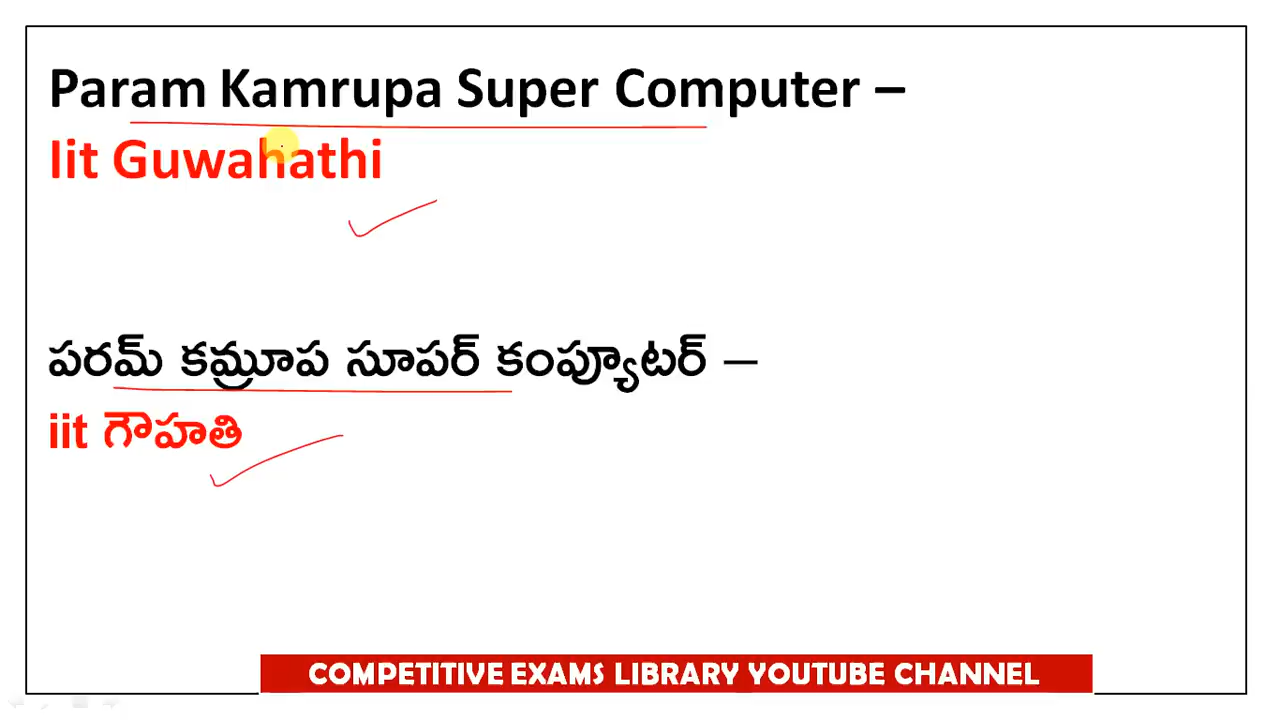 Param Kamrupa Super Computer –
Iit Guwahathi
పరమ్ కమ్రూప సూపర్ కంప్యూటర్ –
iit గౌహతి
COMPETITIVE EXAMS LIBRARY YOUTUBE CHANNEL